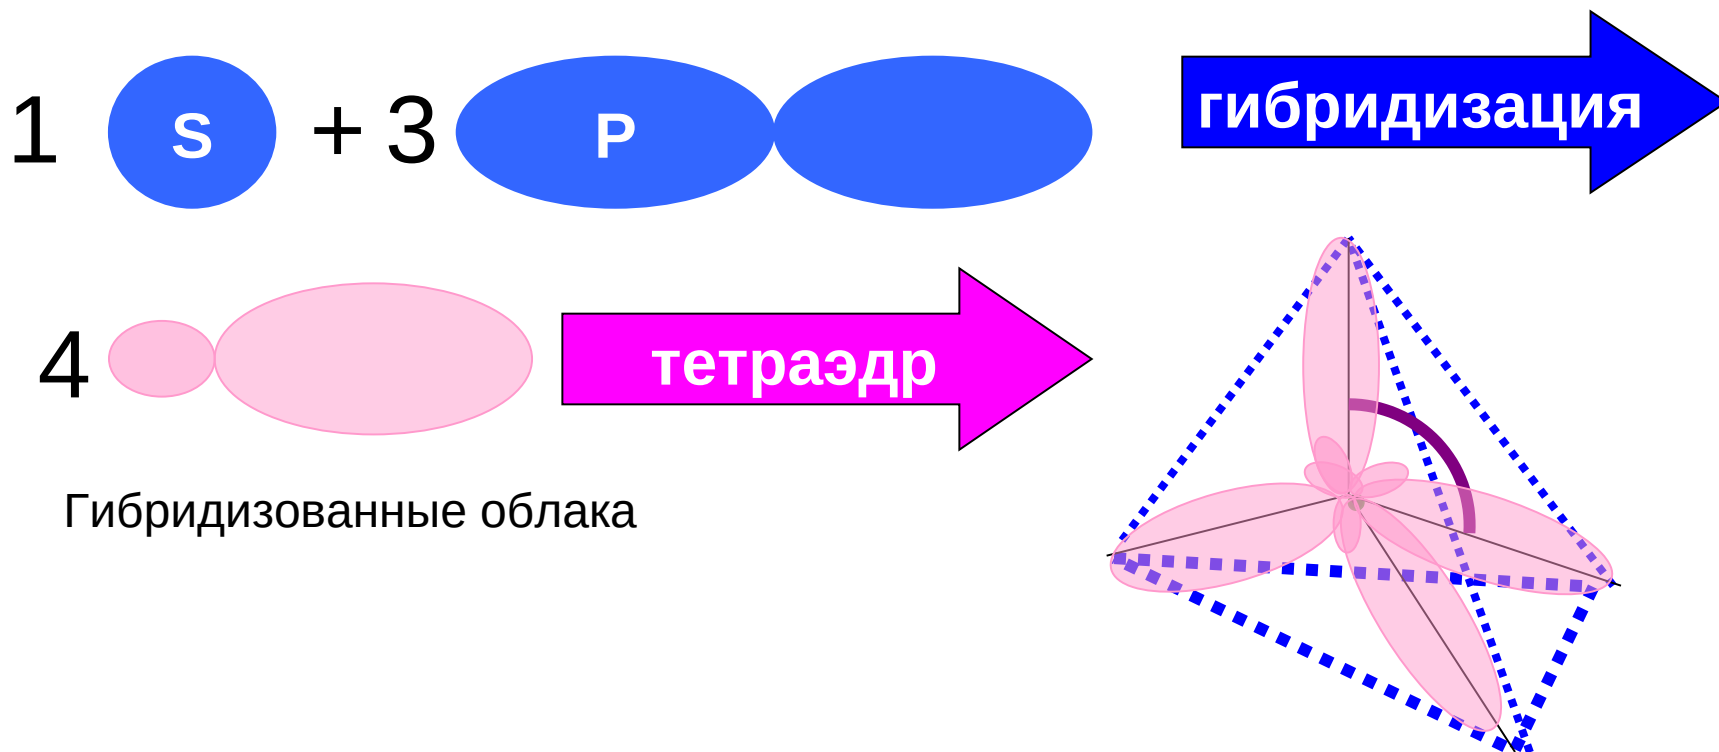 1 S + 3 P гибридизация
4 тетраэдр
Гибридизованные облака